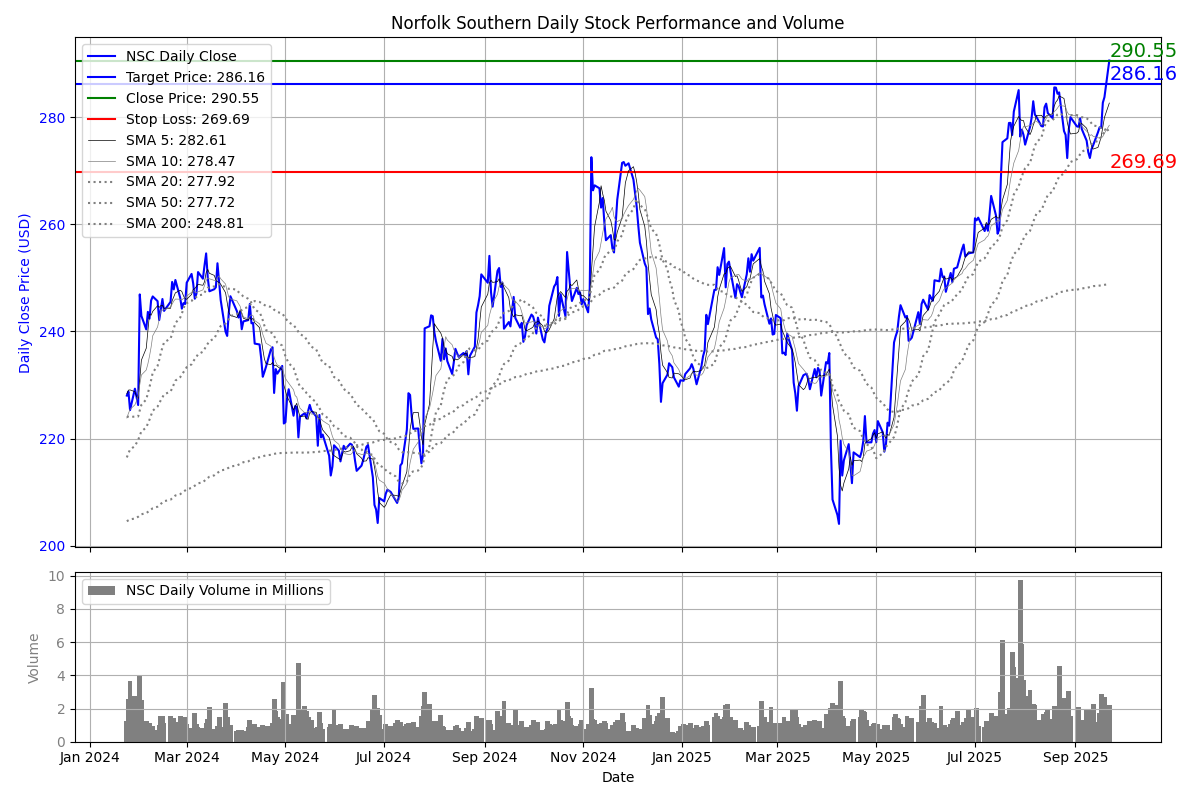 Norfolk Southern Daily Stock Performance and Volume
NSC Daily Close
Target Price: 286.16
Close Price: 290.55
Stop Loss: 269.69
SMA 5: 282.61
SMA 10: 278.47
SMA 20: 277.92
SMA 50: 277.72
SMA 200: 248.81
290.55
286.16
269.69
Daily Close Price (USD)
280
260
240
220
200
NSC Daily Volume in Millions
Volume
10
8
6
4
2
0
Jan 2024 Mar 2024 May 2024 Jul 2024 Sep 2024 Nov 2024 Jan 2025 Mar 2025 May 2025 Jul 2025 Sep 2025
Date